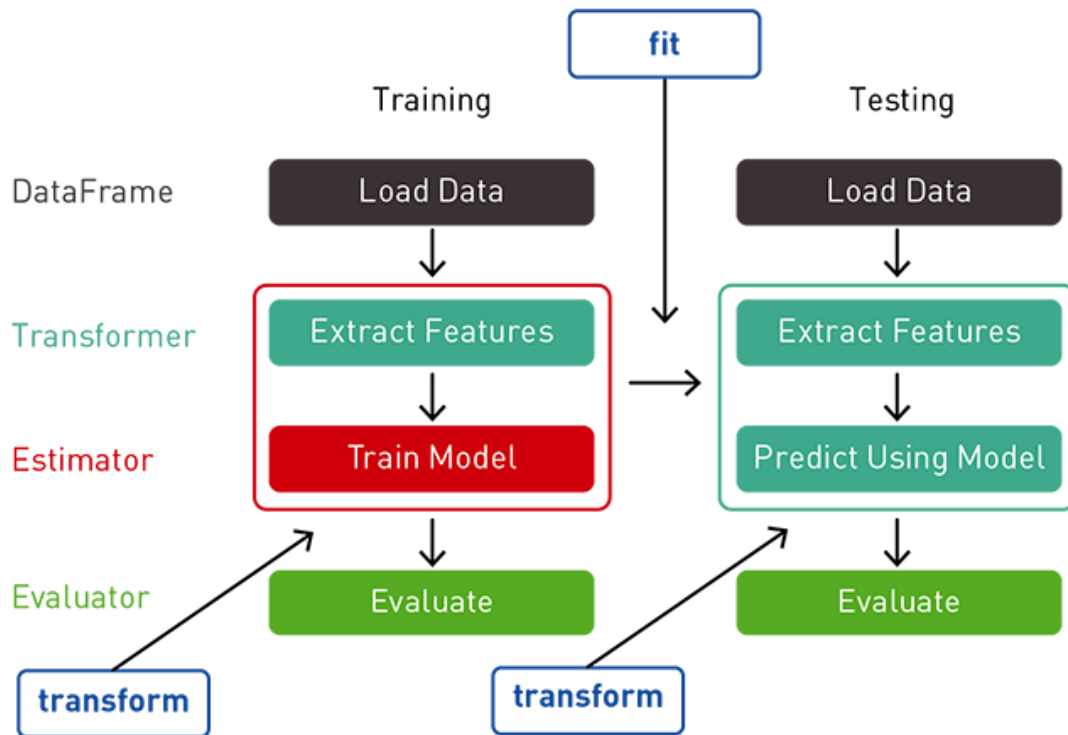 fit
Training
Testing
DataFrame
Load Data
Load Data
Transformer
Extract Features
Extract Features
Estimator
Train Model
Predict Using Model
Evaluator
Evaluate
Evaluate
transform
transform